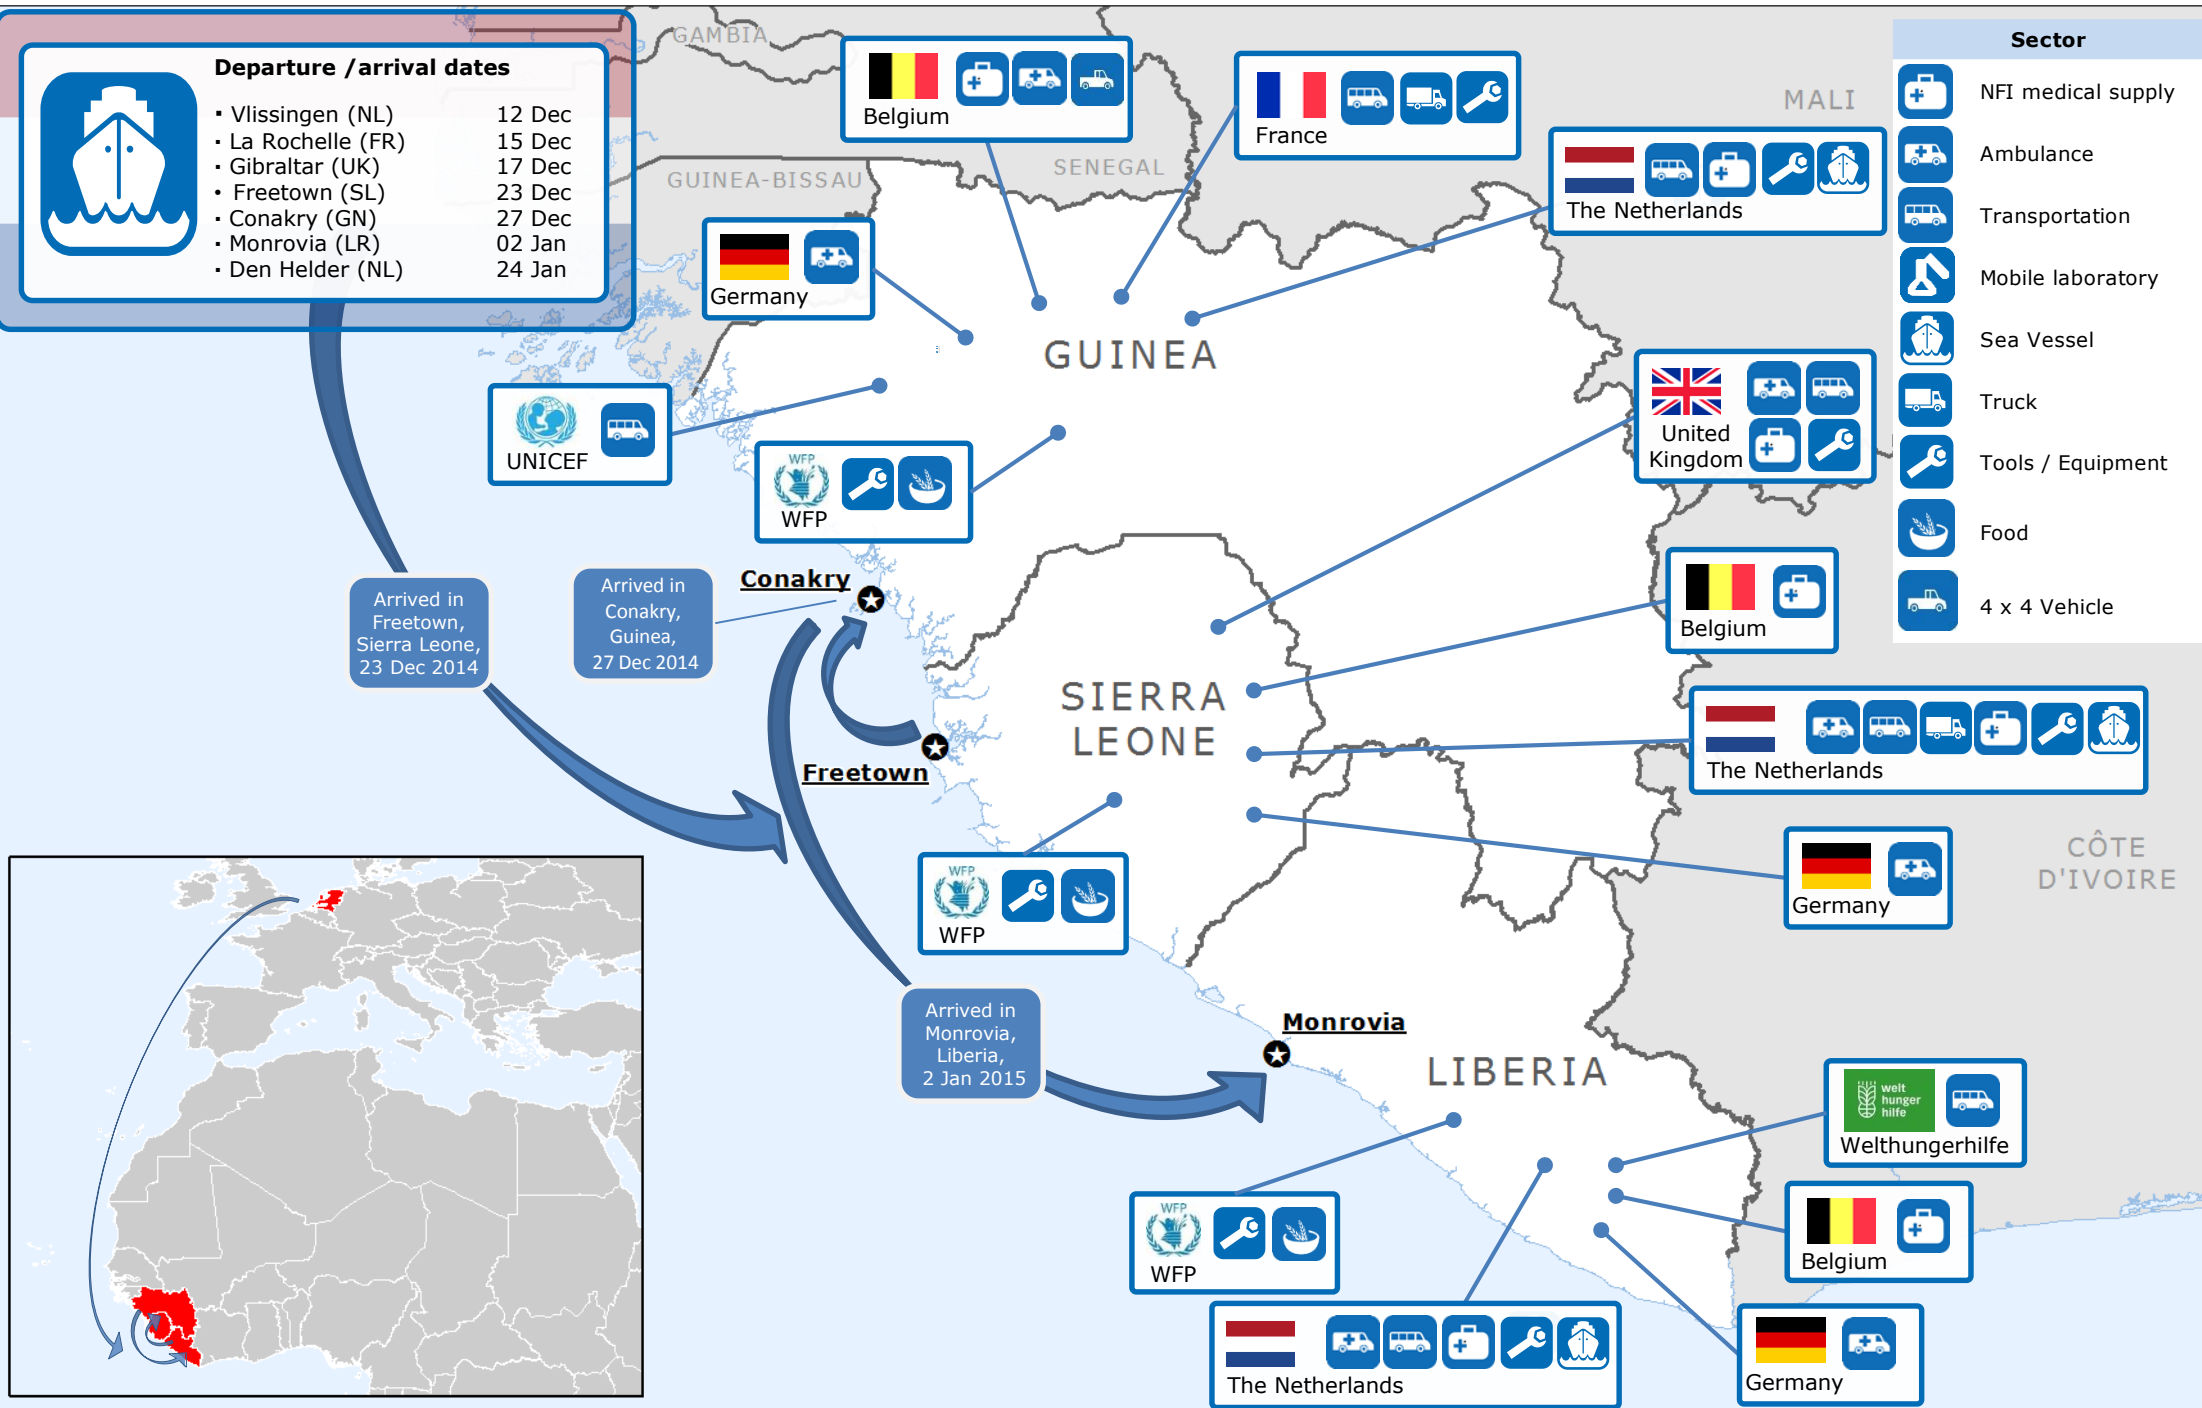 Departure /arrival dates
· Vlissingen (NL) 12 Dec
· La Rochelle (FR) 15 Dec
· Gibraltar (UK) 17 Dec
· Freetown (SL) 23 Dec
· Conakry (GN) 27 Dec
· Monrovia (LR) 02 Jan
· Den Helder (NL) 24 Jan
GAMBIA
Belgium
France
MALI
SENEGAL
GUINEA-BISSAU
The Netherlands
Germany
GUINEA
UNICEF
WFP
WFP
United
Kingdom
Sector
NFI medical supply
Ambulance
Transportation
Mobile laboratory
Sea Vessel
Truck
Tools / Equipment
Food
4 x 4 Vehicle
Arrived in
Freetown,
Sierra Leone,
23 Dec 2014
Arrived in
Conakry,
Guinea,
27 Dec 2014
Conakry
Freetown
SIERRA
LEONE
Belgium
The Netherlands
Germany
CÔTE
D'IVOIRE
WFP
WFP
Arrived in
Monrovia,
Liberia,
2 Jan 2015
Monrovia
LIBERIA
welt
hunger
hilfe
Welthungerhilfe
Belgium
WFP
WFP
The Netherlands
Germany